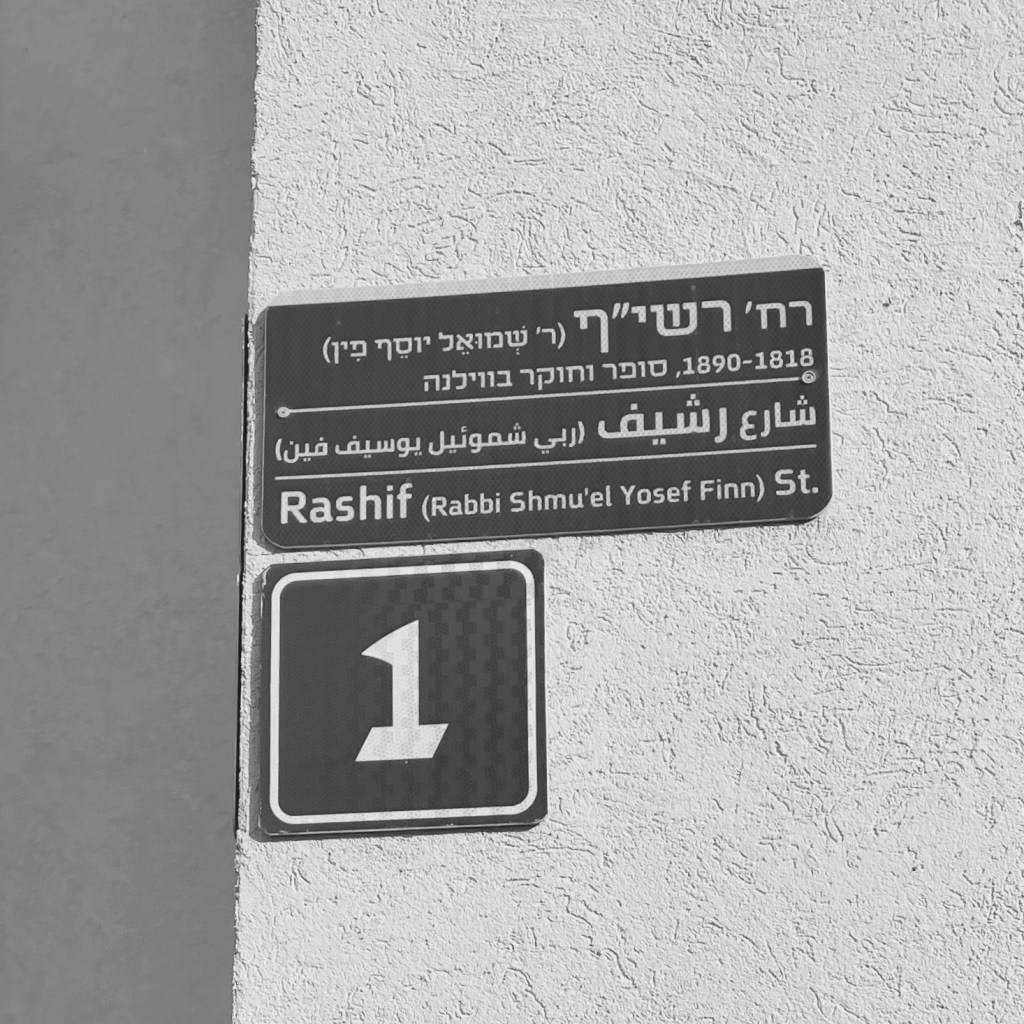 רח' רשי"ף (ר' שְׁמוּאֵל יוֹסֵף פִין)
1890-1818, סופר וחוקר בווילנה
شارع رشيف (ربي شموئيل يوسيف فين)
Rashif (Rabbi Shmu'el Yosef Finn) St.
1